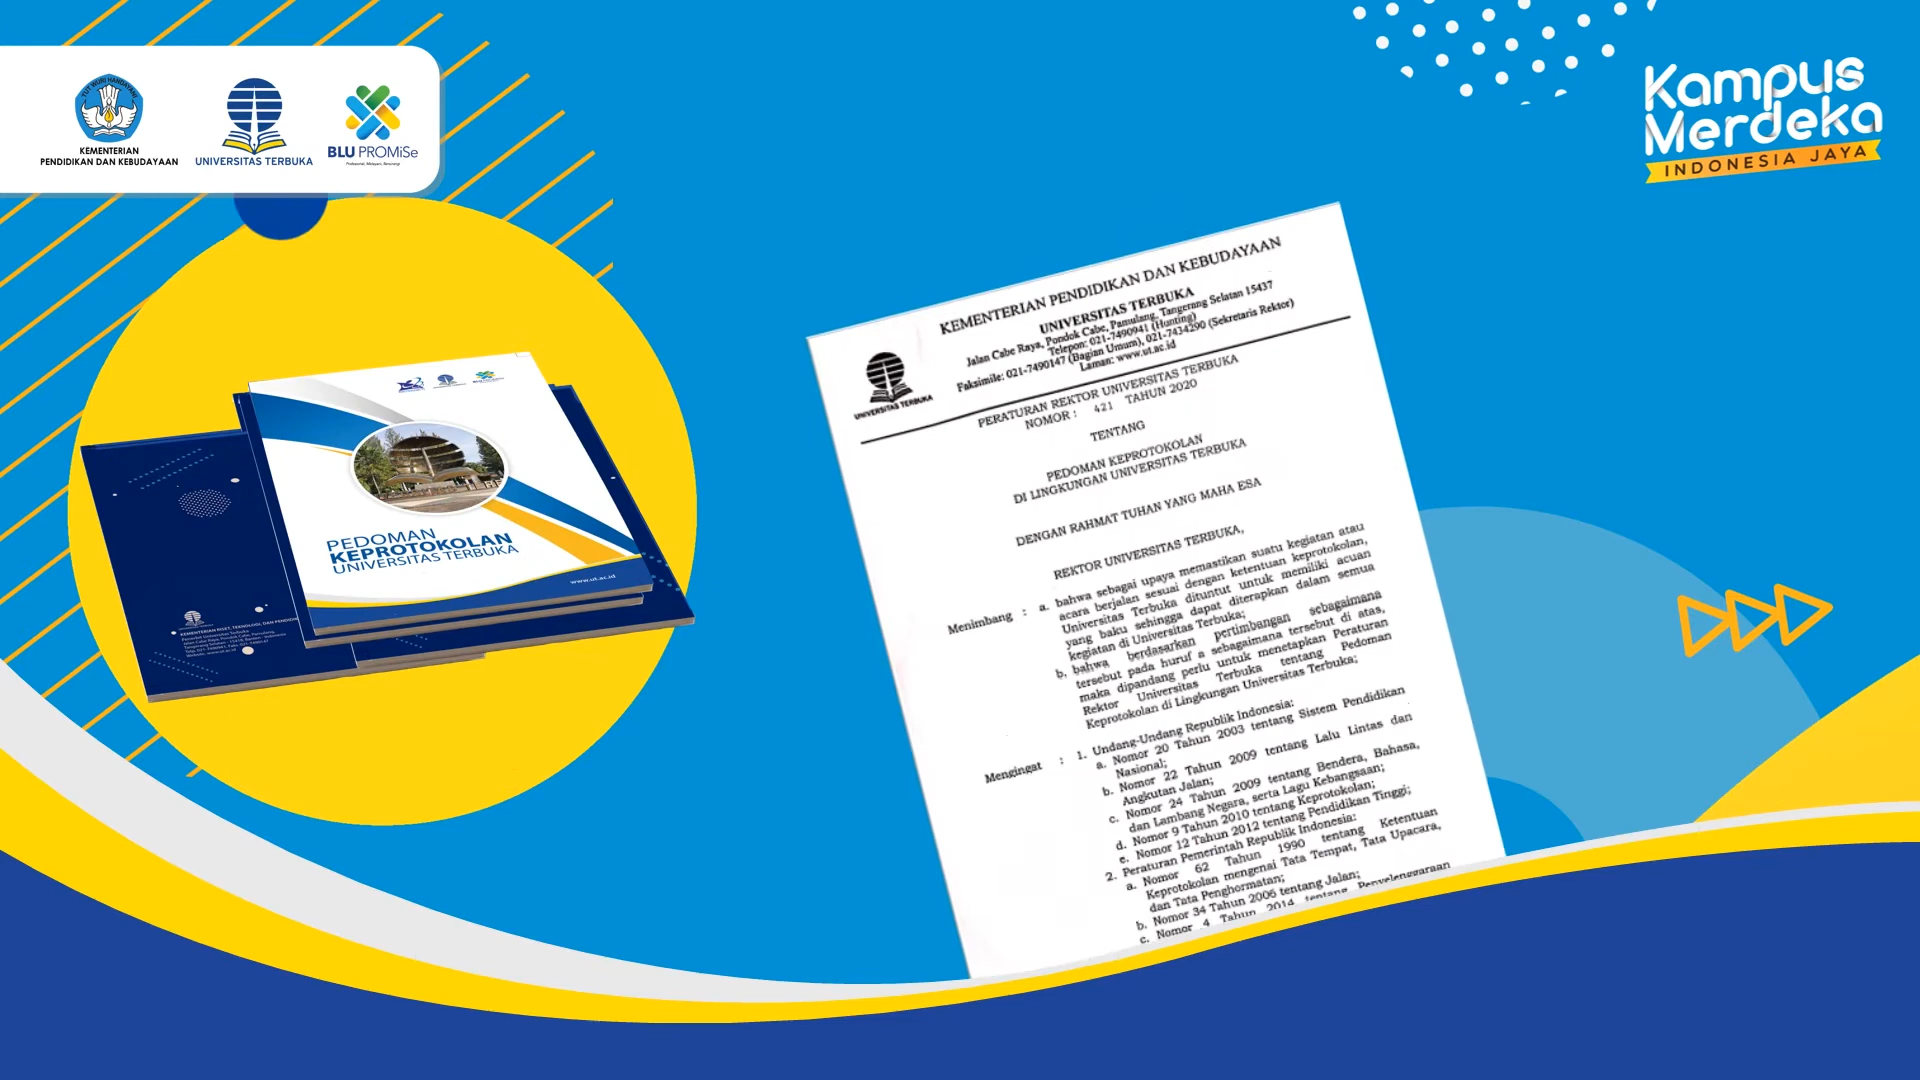 TUT WURI HANDAYANI
KEMENTERIAN
PENDIDIKAN DAN KEBUDAYAAN
UNIVERSITAS TERBUKA
BLU PROMiSe
Kampus
Merdeka
INDONESIA JAYA
PEDOMAN
KEPROTOKOLAN
UNIVERSITAS TERBUKA
www.ut.ac.id
KEMENTERIAN PENDIDIKAN DAN KEBUDAYAAN
UNIVERSITAS TERBUKA
Jalan Cabe Raya, Pondok Cabe, Pamulang, Tangerang Selatan 15437
Telepon: 021-7490941 (Hunting)
Faksimile: 021-7490147 (Bagian Umum), 021-7434290 (Sekretaris Rektor)
Laman: www.ut.ac.id
UNIVERSITAS TERBUKA
PERATURAN REKTOR UNIVERSITAS TERBUKA
NOMOR : 421 TAHUN 2020
TENTANG
PEDOMAN KEPROTOKOLAN
DI LINGKUNGAN UNIVERSITAS TERBUKA
DENGAN RAHMAT TUHAN YANG MAHA ESA
REKTOR UNIVERSITAS TERBUKA,
Menimbang : a. bahwa sebagai upaya memastikan suatu kegiatan atau
acara berjalan sesuai dengan ketentuan keprotokolan,
Universitas Terbuka dituntut untuk memiliki acuan
yang baku sehingga dapat diterapkan dalam semua
kegiatan di Universitas Terbuka;
b. bahwa berdasarkan pertimbangan sebagaimana
tersebut pada huruf a sebagaimana tersebut di atas,
maka dipandang perlu untuk menetapkan Peraturan
Rektor Universitas Terbuka tentang Pedoman
Keprotokolan di Lingkungan Universitas Terbuka;
Mengingat : 1. Undang-Undang Republik Indonesia:
a. Nomor 20 Tahun 2003 tentang Sistem Pendidikan
Nasional;
b. Nomor 22 Tahun 2009 tentang Lalu Lintas dan
Angkutan Jalan;
c. Nomor 24 Tahun 2009 tentang Bendera, Bahasa,
dan Lambang Negara, serta Lagu Kebangsaan;
d. Nomor 9 Tahun 2010 tentang Keprotokolan;
e. Nomor 12 Tahun 2012 tentang Pendidikan Tinggi;
2. Peraturan Pemerintah Republik Indonesia:
a. Nomor 62 Tahun 1990 tentang Ketentuan
Keprotokolan mengenai Tata Tempat, Tata Upacara,
dan Tata Penghormatan;
b. Nomor 34 Tahun 2006 tentang Jalan;
c. Nomor 4 Tahun 2014 tentang Penyelenggaraan